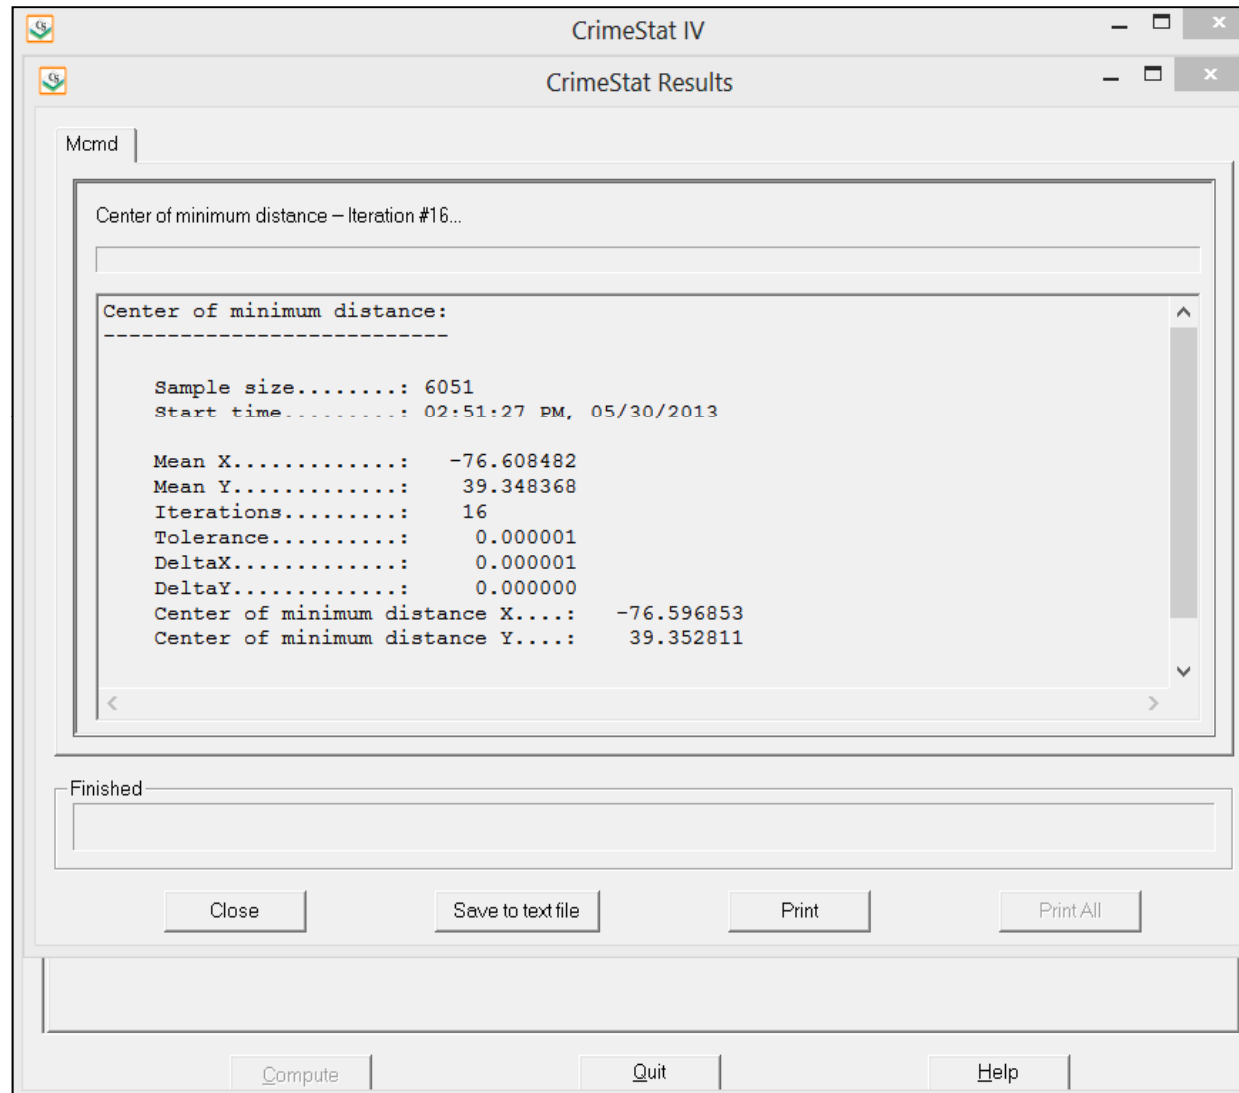 CrimeStat IV
CrimeStat Results
Mcmd
Center of minimum distance – Iteration #16...
Center of minimum distance:
---------------------------
Sample size........: 6051
Start time.........: 02:51:27 PM, 05/30/2013
Mean X.............: -76.608482
Mean Y.............: 39.348368
Iterations.........: 16
Tolerance..........: 0.000001
DeltaX.............: 0.000001
DeltaY.............: 0.000000
Center of minimum distance X....: -76.596853
Center of minimum distance Y....: 39.352811
Finished
Close Save to text file Print Print All
Compute Quit Help